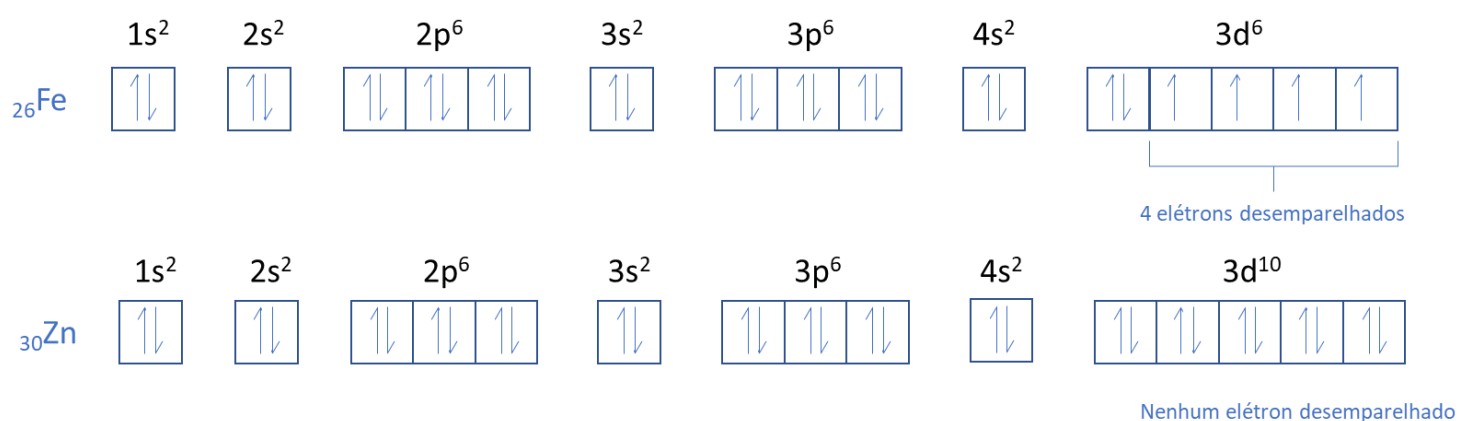 1s² 2s² 2p⁶ 3s² 3p⁶ 4s² 3d⁶
₂₆Fe
4 elétrons desemparelhados
1s² 2s² 2p⁶ 3s² 3p⁶ 4s² 3d¹⁰
₃₀Zn
Nenhum elétron desemparelhado